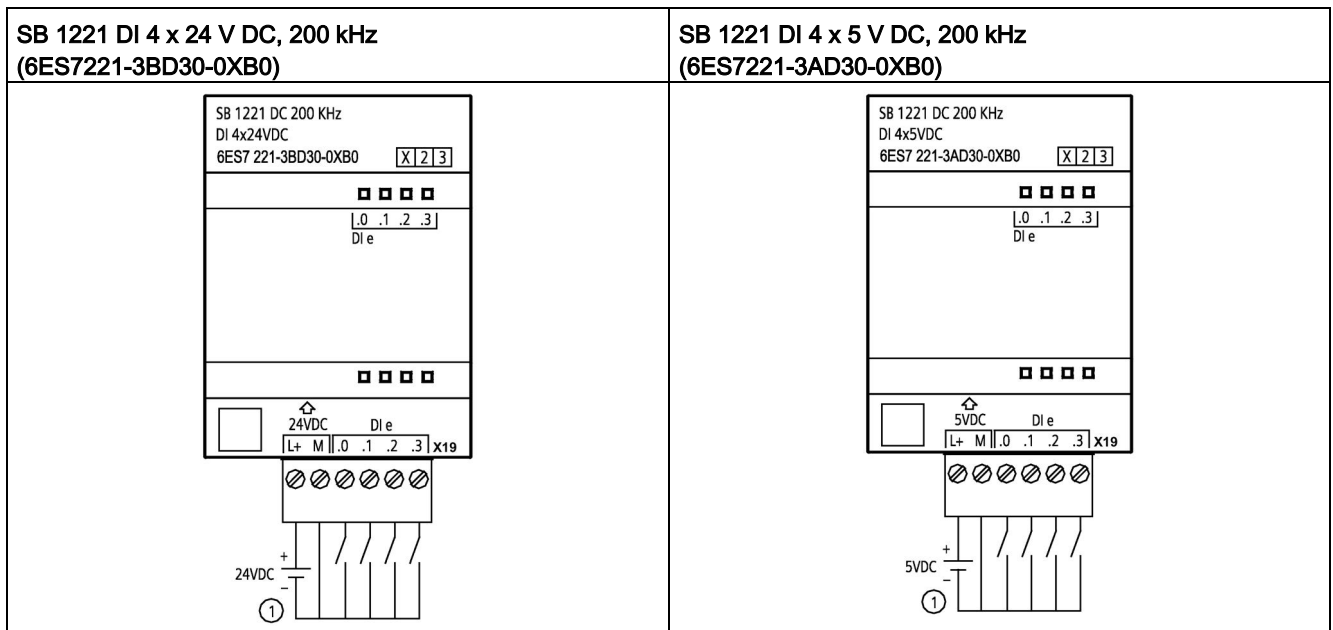 SB 1221 DI 4 x 24 V DC, 200 kHz
(6ES7221-3BD30-0XB0)
SB 1221 DC 200 KHz
DI 4x24VDC
6ES7 221-3BD30-0XB0 X 2 3
.0 .1 .2 .3
DI e
24VDC DI e
L+ M .0 .1 .2 .3 X19
+
24VDC
–
1
SB 1221 DI 4 x 5 V DC, 200 kHz
(6ES7221-3AD30-0XB0)
SB 1221 DC 200 KHz
DI 4x5VDC
6ES7 221-3AD30-0XB0 X 2 3
.0 .1 .2 .3
DI e
5VDC DI e
L+ M .0 .1 .2 .3 X19
+
5VDC
–
1